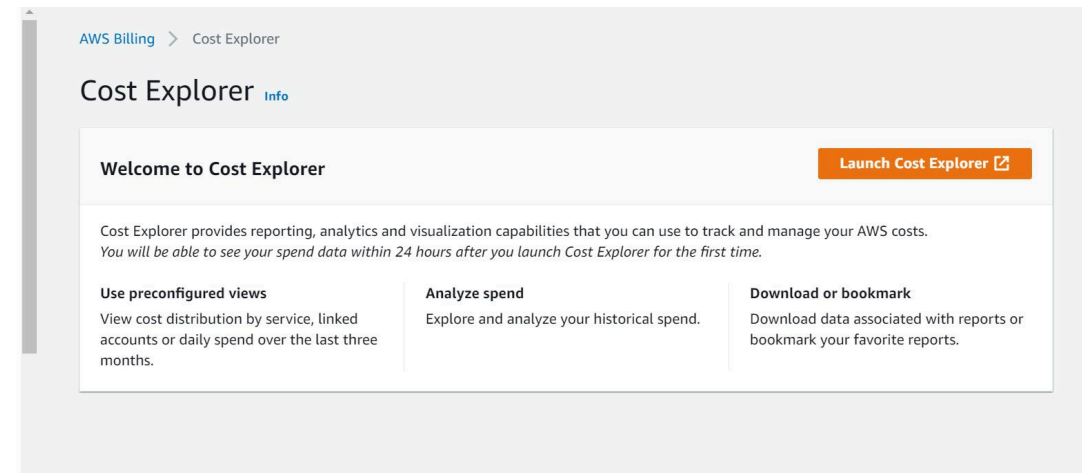 AWS Billing > Cost Explorer
Cost Explorer Info
Welcome to Cost Explorer
Launch Cost Explorer
Cost Explorer provides reporting, analytics and visualization capabilities that you can use to track and manage your AWS costs.
You will be able to see your spend data within 24 hours after you launch Cost Explorer for the first time.
Use preconfigured views
View cost distribution by service, linked
accounts or daily spend over the last three
months.
Analyze spend
Explore and analyze your historical spend.
Download or bookmark
Download data associated with reports or
bookmark your favorite reports.